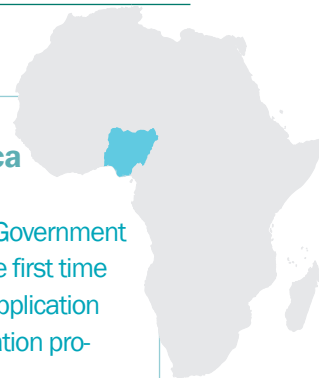 ca
Government
e first time
pplication
ation pro-